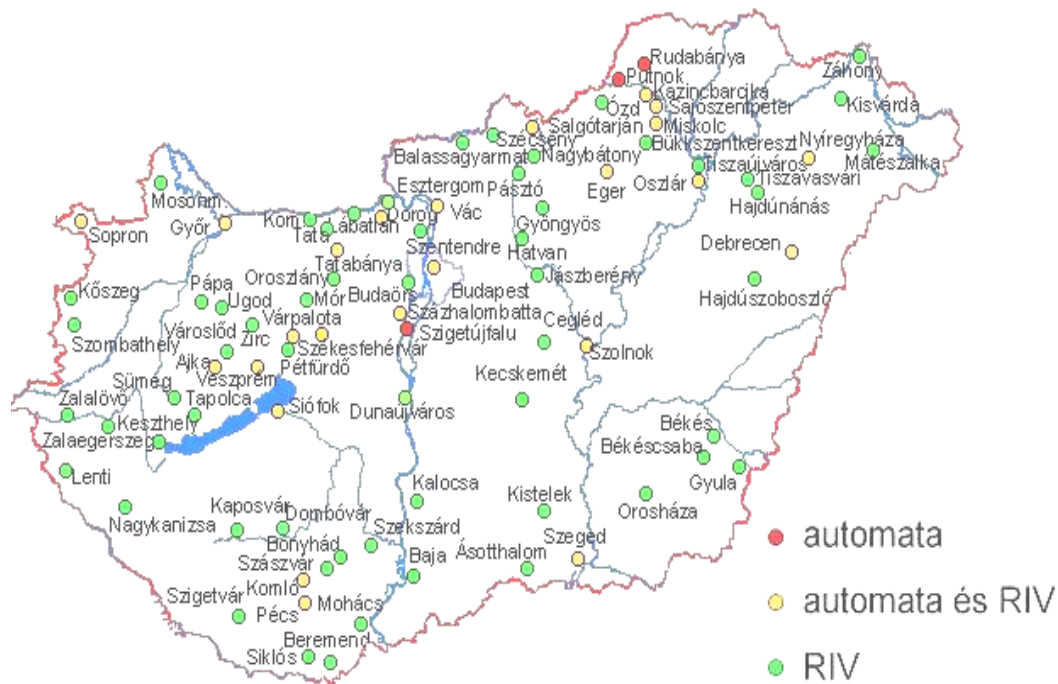 Rudabánya
Putnok
Záhony
Kazincbarcika
Ózd
Sajószentpéter
Kisvárda
Salgótarján
Miskolc
Szécsény
Nyíregyháza
Balassagyarmat
Nagybátony
Bükkszentkereszt
Mátészalka
Tiszaújváros
Pásztó
Eger
Oszlár
Tiszavasvári
Mosonm
Esztergom
Hajdúnánás
Sopron
Győr
Kom
Lábatlan
Dorog
Vác
Gyöngyös
Tata
Szentendre
Hatvan
Debrecen
Tatabánya
Oroszlány
Jászberény
Kőszeg
Pápa
Budaörs
Budapest
Hajdúszoboszló
Ugod
Mór
Százhalombatta
Városlőd
Várpalota
Cegléd
Szombathely
Zirc
Szigetújfalu
Székesfehérvár
Szolnok
Ajka
Veszprém
Pétfürdő
Sümeg
Kecskemét
Zalalövő
Tapolca
Siófok
Dunaújváros
Keszthely
Zalaegerszeg
Békés
Békéscsaba
Lenti
Gyula
Kalocsa
Kistelek
Nagykanizsa
Kaposvár
Dombóvár
Orosháza
Szekszárd
Bonyhád
Szeged
Szászvár
Baja
Ásotthalom
Komló
Szigetvár
Pécs
Mohács
Beremend
Siklós
automata
automata és RIV
RIV